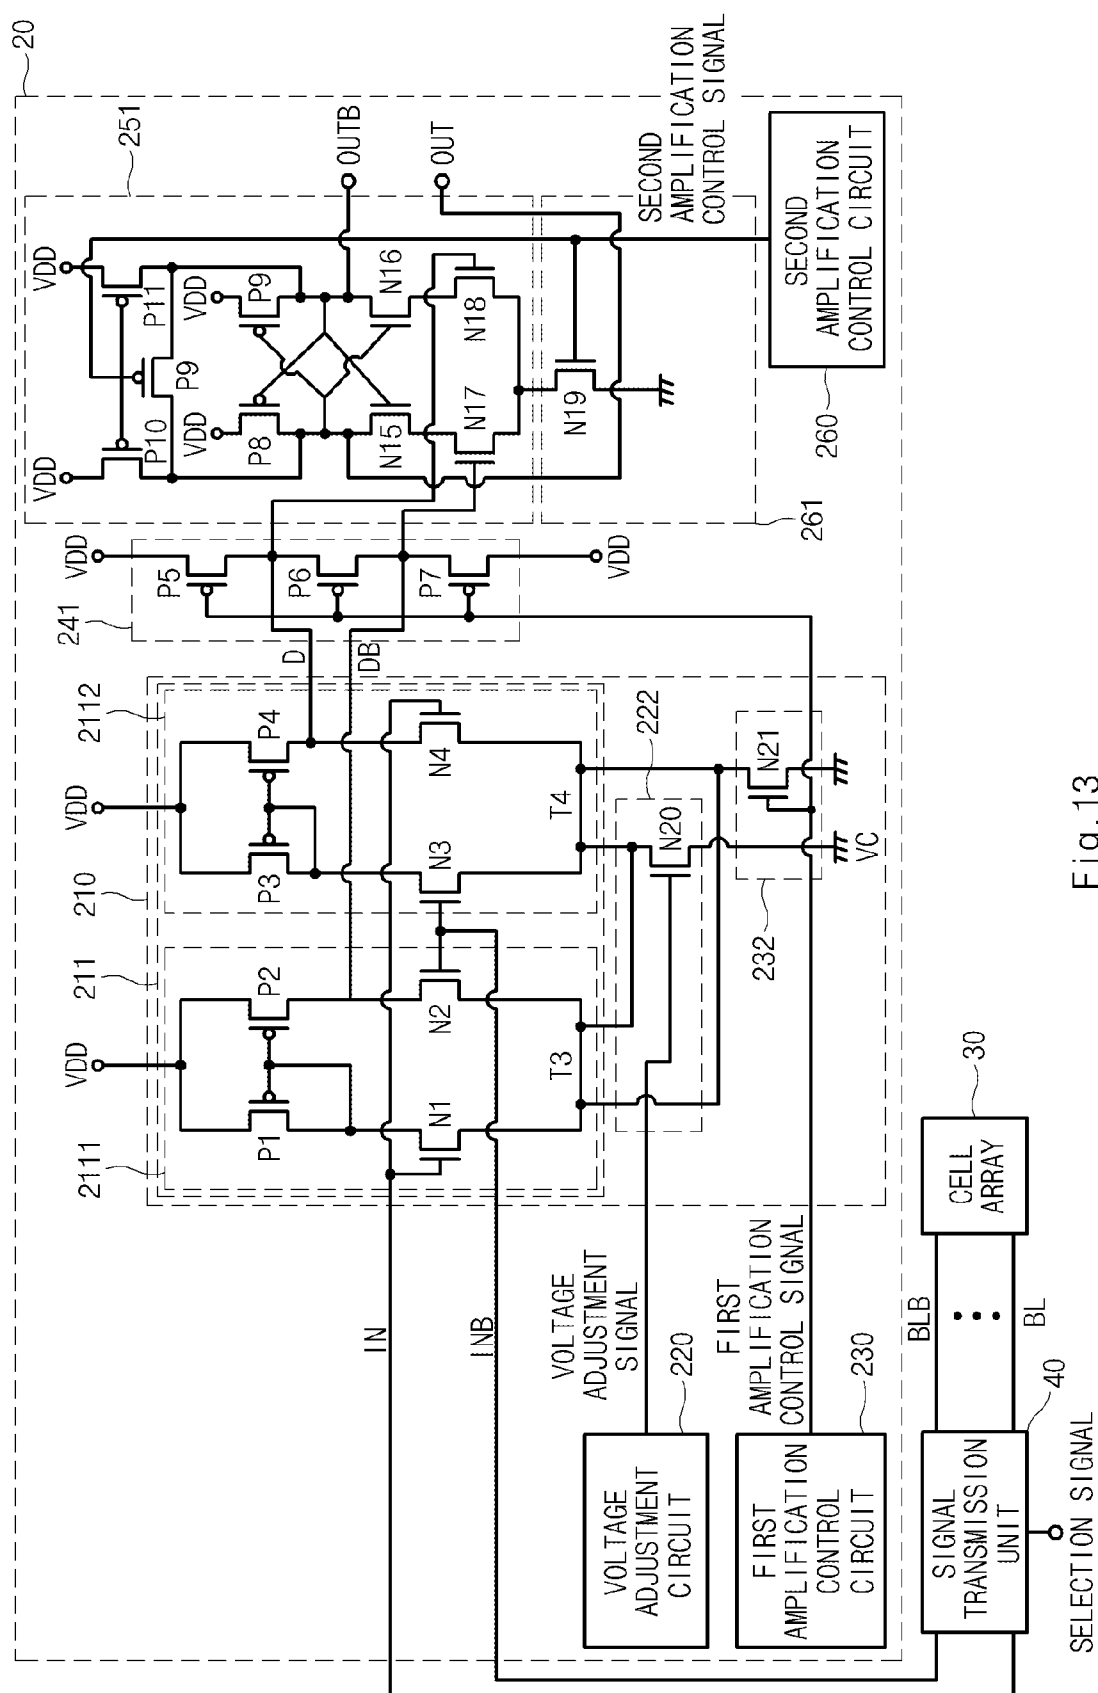 20
251
VDD
P11
VDD
P9
OUTB
N16
N18
OUT
SECOND
AMPLIFICATION
CONTROL SIGNAL
P9
VDD
P10
VDD
P8
N15
N17
N19
SECOND
AMPLIFICATION
CONTROL CIRCUIT
260
261
VDD
P5
P6
P7
VDD
241
D
DB
2112
VDD
P4
N4
P3
N3
T4
210
222
N20
N21
VC
232
211
VDD
P2
N2
P1
N1
T3
2111
IN
INB
VOLTAGE
ADJUSTMENT
SIGNAL
220
VOLTAGE
ADJUSTMENT
CIRCUIT
FIRST
AMPLIFICATION
CONTROL SIGNAL
230
FIRST
AMPLIFICATION
CONTROL
CIRCUIT
30
CELL
ARRAY
BLB
BL
40
SIGNAL
TRANSMISSION
UNIT
SELECTION SIGNAL
Fig.13